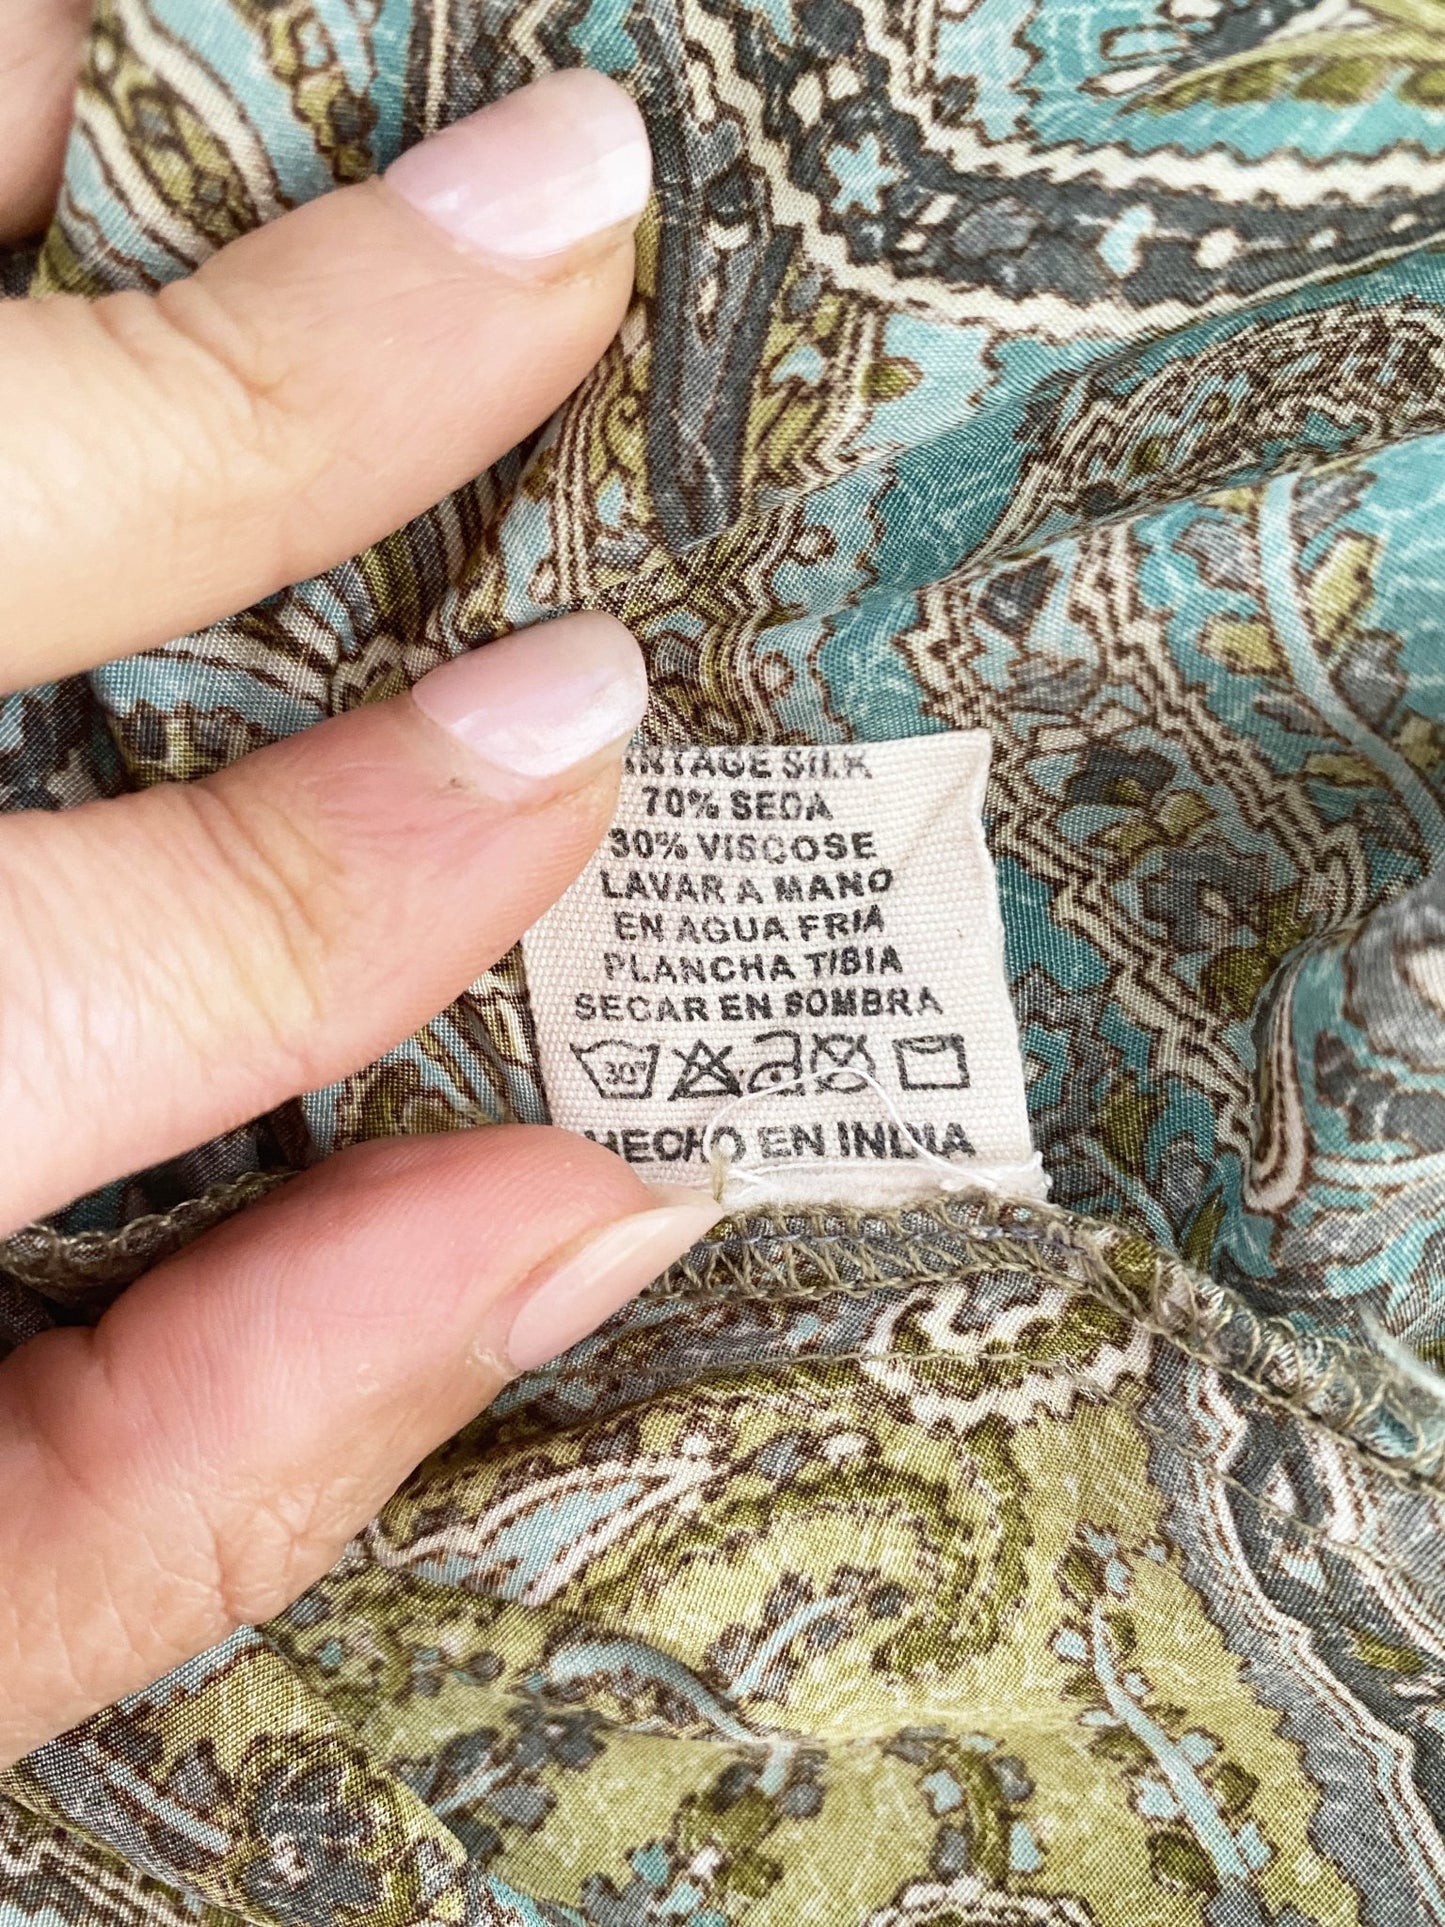 VINTAGE SILK
70% SEDA
30% VISCOSE
LAVAR A MANO
EN AGUA FRIA
PLANCHA TIBIA
SECAR EN SOMBRA
30°
HECHO EN INDIA